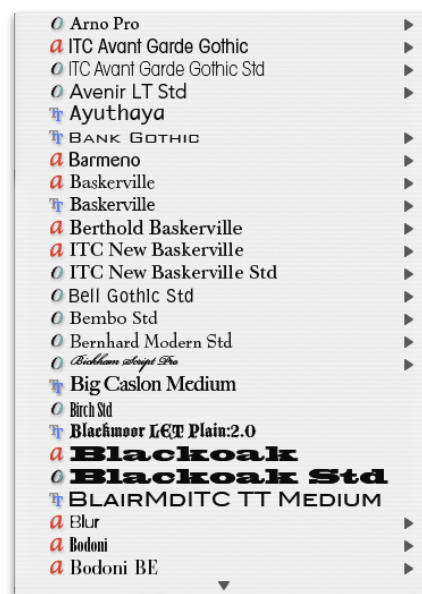 Arno Pro
ITC Avant Garde Gothic
ITC Avant Garde Gothic Std
Avenir LT Std
Ayuthaya
BANK GOTHIC
Barmeno
Baskerville
Baskerville
Berthold Baskerville
ITC New Baskerville
ITC New Baskerville Std
Bell Gothic Std
Bembo Std
Bernhard Modern Std
Bickham Script Pro
Big Caslon Medium
Birch Std
Blackmoor LET Plain:2.0
Blackoak
Blackoak Std
BLAIRMDITC TT MEDIUM
Blur
Bodoni
Bodoni BE